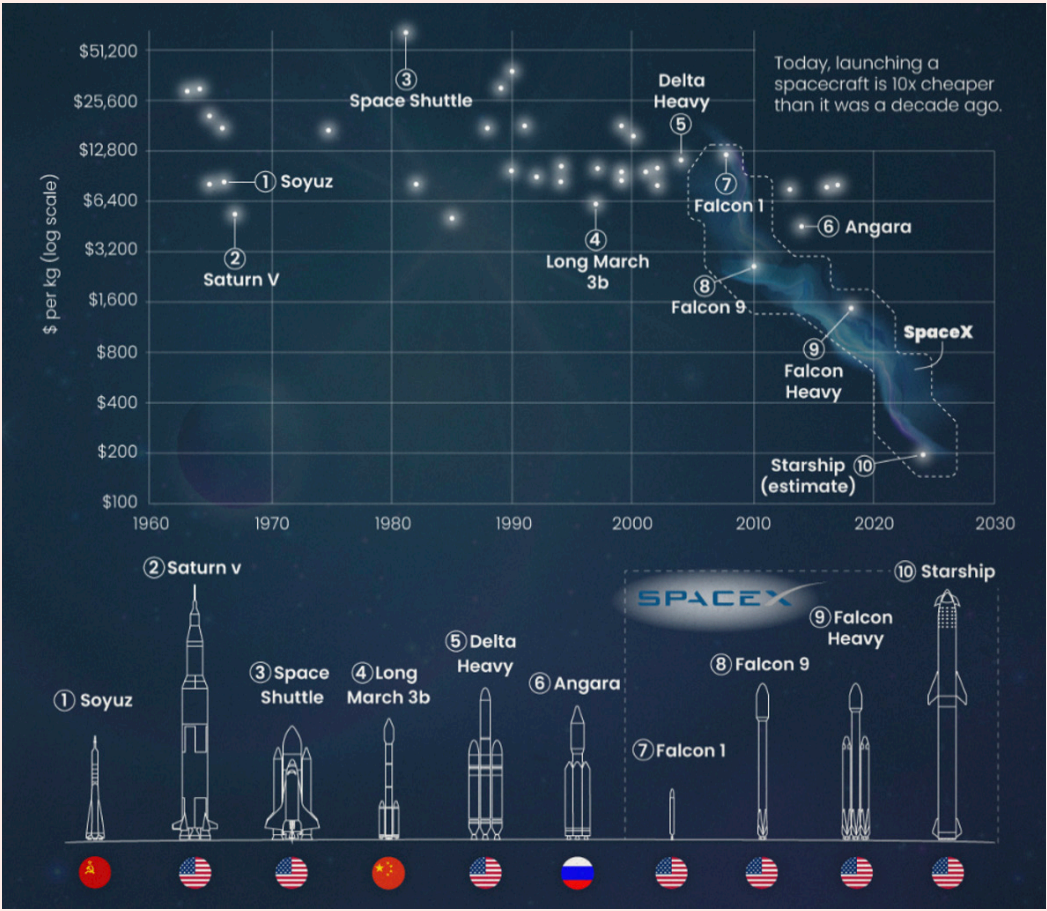 $51,200
$25,600
$12,800
$6,400
$3,200
$1,600
$800
$400
$200
$100
$ per kg (log scale)
1960 1970 1980 1990 2000 2010 2020 2030
Today, launching a
spacecraft is 10x cheaper
than it was a decade ago.
1 Soyuz
2
Saturn V
3
Space Shuttle
4
Long March
3b
Delta
Heavy
5
6 Angara
7
Falcon 1
8
Falcon 9
9
Falcon
Heavy
SpaceX
Starship 10
(estimate)
1 Soyuz
2 Saturn v
3 Space
Shuttle
4 Long
March 3b
5 Delta
Heavy
6 Angara
SPACEX
7 Falcon 1
8 Falcon 9
9 Falcon
Heavy
10 Starship